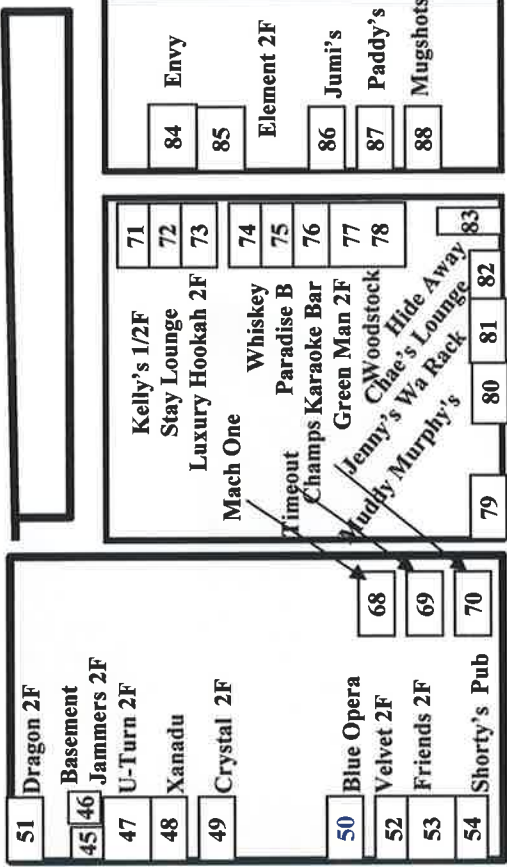 51 Dragon 2F
Basement
45 46 Jammers 2F
47 U-Turn 2F
48 Xanadu
49 Crystal 2F
50 Blue Opera
52 Velvet 2F
53 Friends 2F
54 Shorty's Pub
68
69
70
Kelly's 1/2F 71
Stay Lounge 72
Luxury Hookah 2F 73
Mach One
Whiskey 74
Paradise B 75
Timeout
Champs Karaoke Bar 76
Green Man 2F 77
Woodstock 78
Hide Away 83
Chae's Lounge 82
Jenny's Wa Rack 81
Muddy Murphy's 80
79
84 Envy
85
Element 2F
86 Jumi's
87 Paddy's
88 Mugshots